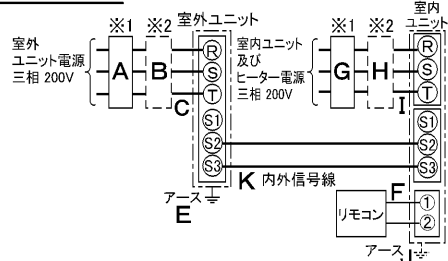 ※1 ※2 室外ユニット
室外
ユニット電源
三相 200V
A
B
C
R
S
T
S1
S2
S3
アース
E
K 内外信号線
※1 ※2
室内
ユニット
室内ユニット
及び
ヒーター電源
三相 200V
G
H
I
R
S
T
S1
S2
S3
F
リモコン
①
②
アース
J